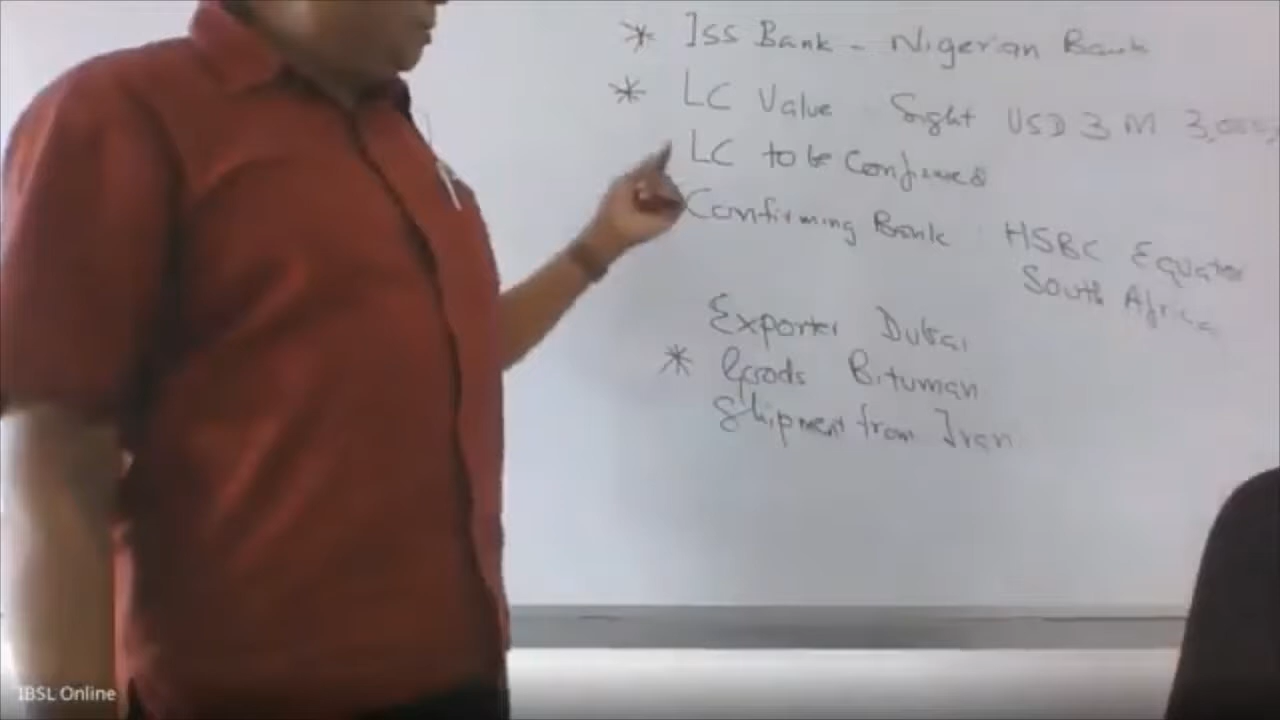 * Iss Bank - Nigerian Bank
* LC Value - Sight USD 3 M
LC to be Confirmed
Confirming Bank : HSBC Equator
South Africa
Exporter Dubai
* Goods Bituman
Shipment from Iran
IBSL Online